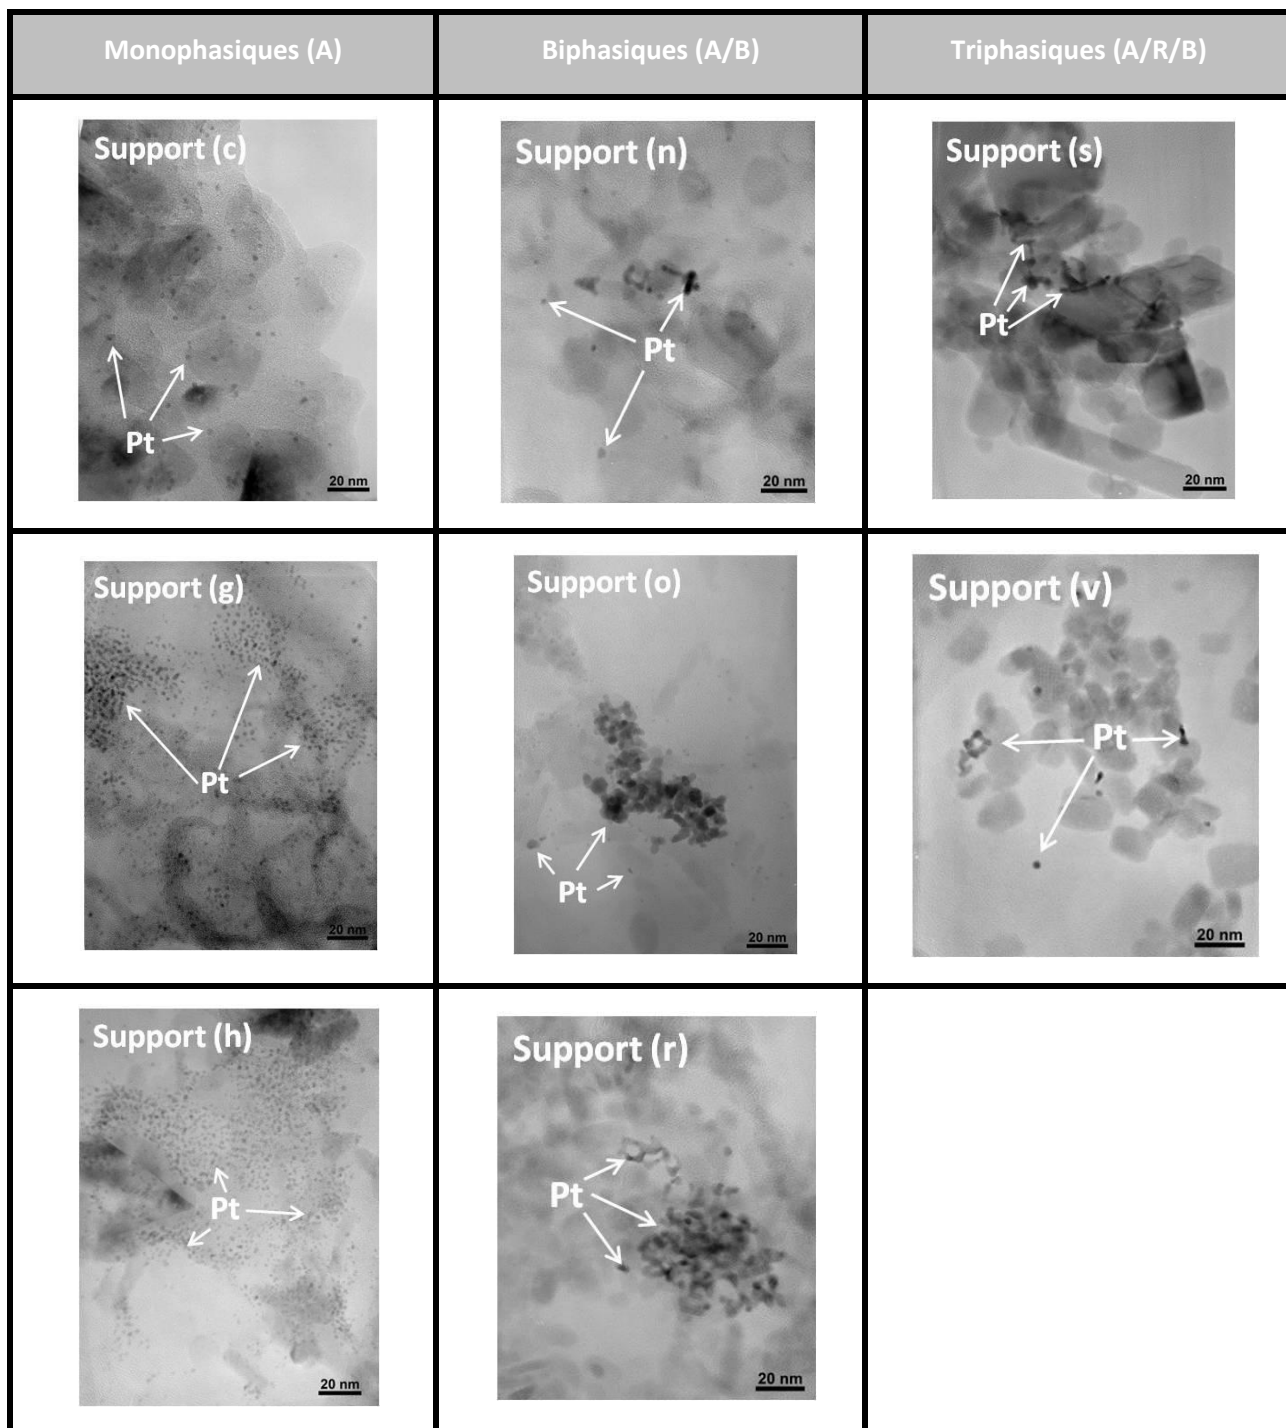 Monophasiques (A)
Biphasiques (A/B)
Triphasiques (A/R/B)
Support (c)
Pt
20 nm
Support (n)
Pt
20 nm
Support (s)
Pt
20 nm
Support (g)
Pt
20 nm
Support (o)
Pt
20 nm
Support (v)
Pt
20 nm
Support (h)
Pt
20 nm
Support (r)
Pt
20 nm